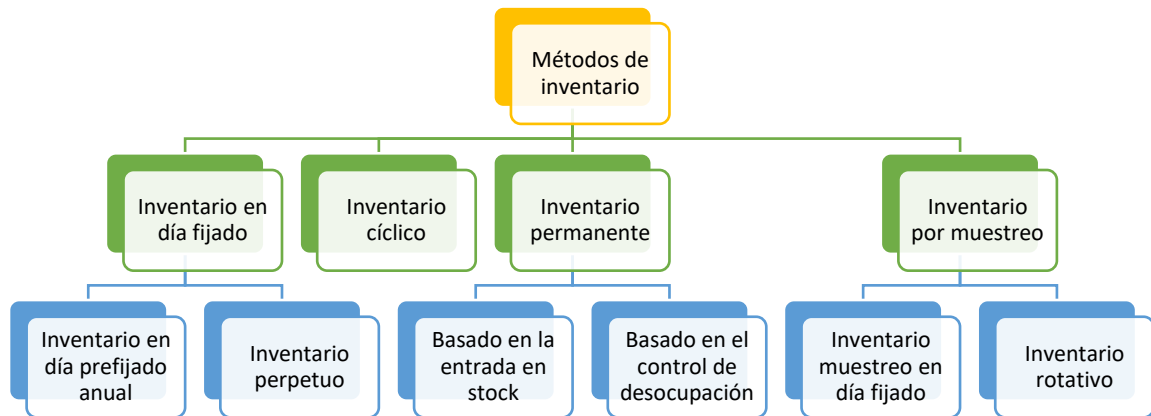 Métodos de
inventario
Inventario en
día fijado
Inventario
cíclico
Inventario
permanente
Inventario
por muestreo
Inventario en
día prefijado
anual
Inventario
perpetuo
Basado en la
entrada en
stock
Basado en el
control de
desocupación
Inventario
muestreo en
día fijado
Inventario
rotativo